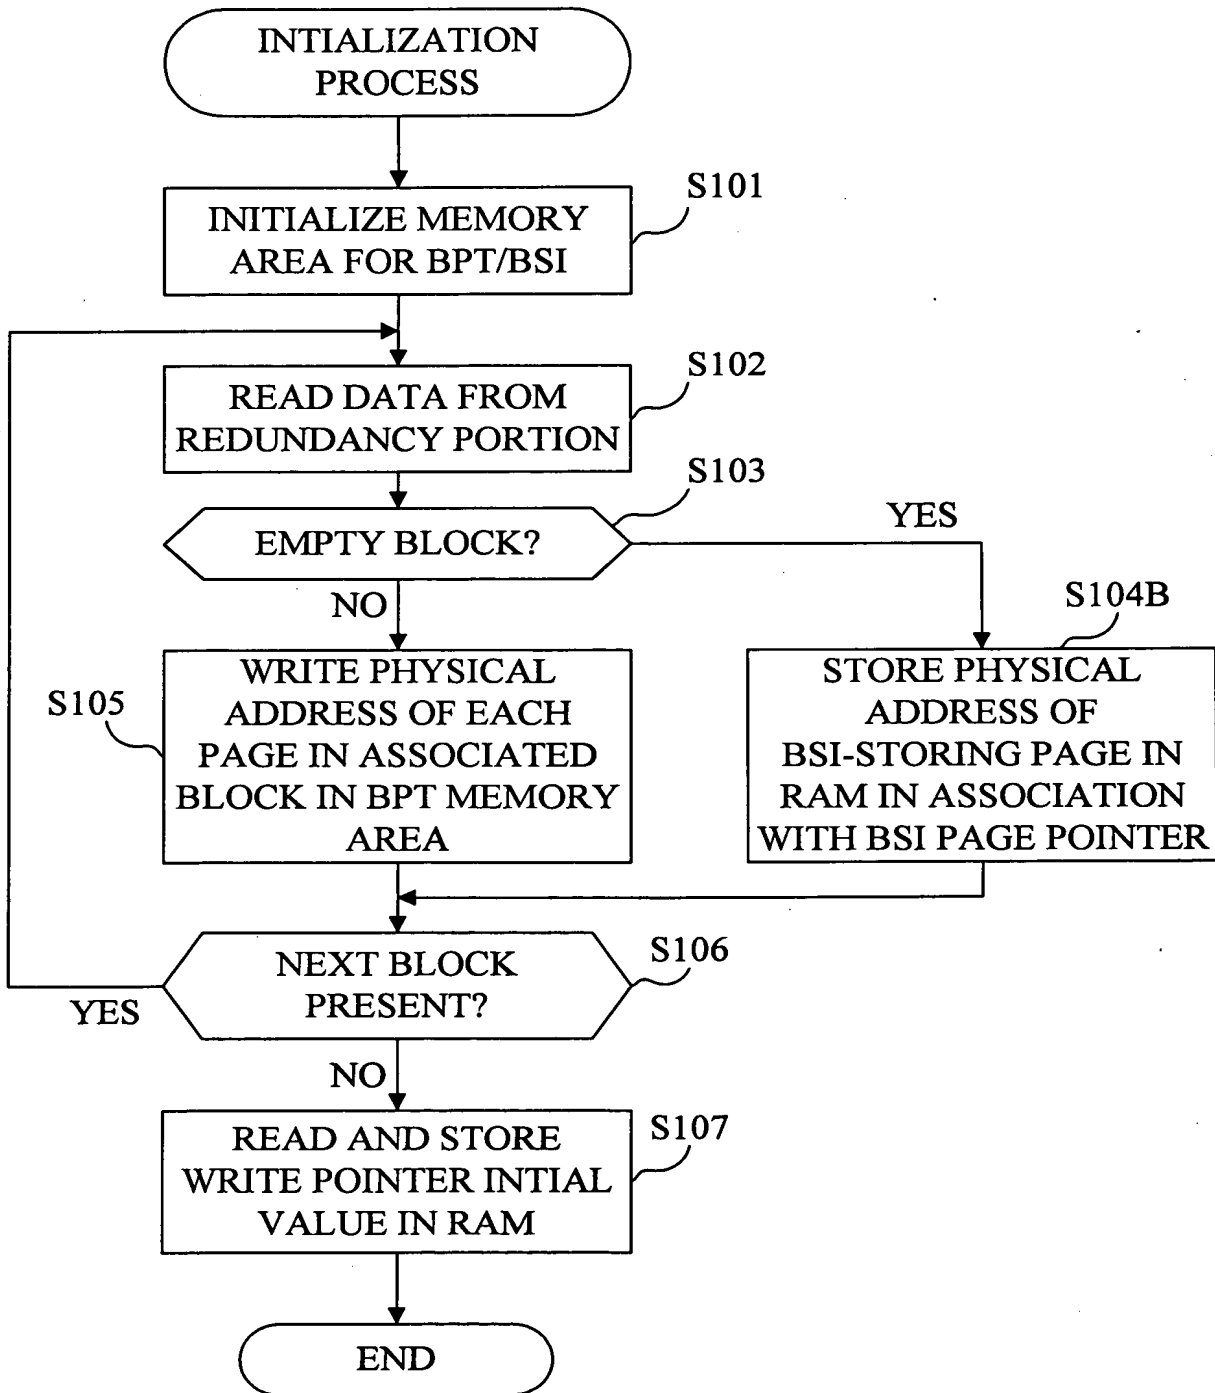 INTIALIZATION
PROCESS
S101
INITIALIZE MEMORY
AREA FOR BPT/BSI
S102
READ DATA FROM
REDUNDANCY PORTION
S103
EMPTY BLOCK?
YES
NO
S104B
S105
WRITE PHYSICAL
ADDRESS OF EACH
PAGE IN ASSOCIATED
BLOCK IN BPT MEMORY
AREA
STORE PHYSICAL
ADDRESS OF
BSI-STORING PAGE IN
RAM IN ASSOCIATION
WITH BSI PAGE POINTER
S106
NEXT BLOCK
PRESENT?
YES
NO
S107
READ AND STORE
WRITE POINTER INTIAL
VALUE IN RAM
END